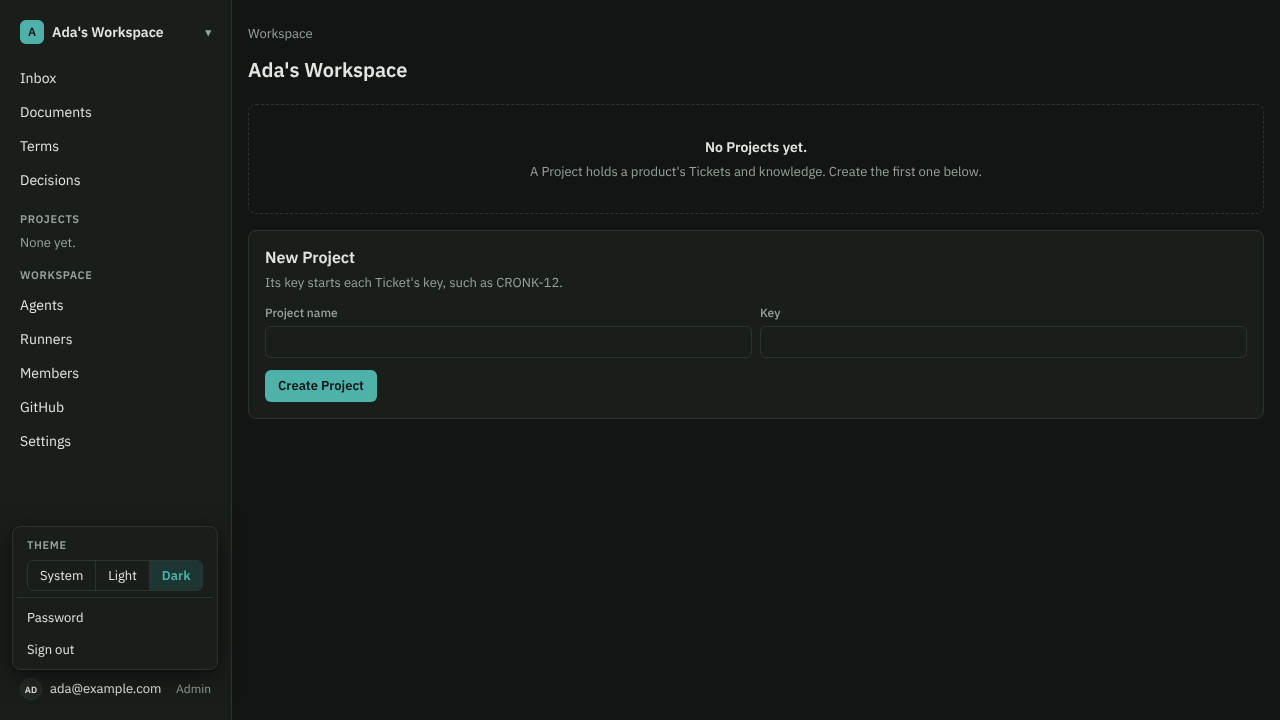 A Ada's Workspace ▾
Inbox
Documents
Terms
Decisions
PROJECTS
None yet.
WORKSPACE
Agents
Runners
Members
GitHub
Settings
THEME
System Light Dark
Password
Sign out
AD ada@example.com Admin
Workspace
Ada's Workspace
No Projects yet.
A Project holds a product's Tickets and knowledge. Create the first one below.
New Project
Its key starts each Ticket's key, such as CRONK-12.
Project name Key
Create Project